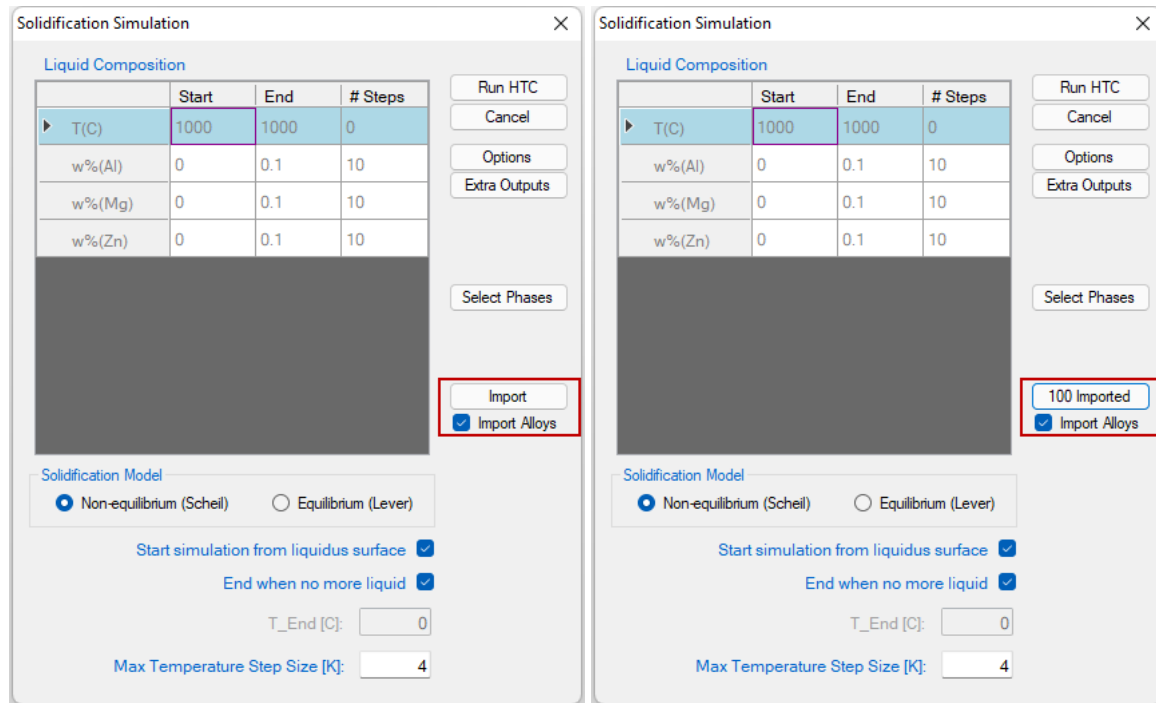 Solidification Simulation
Liquid Composition
Start End # Steps
T(C) 1000 1000 0
w%(Al) 0 0.1 10
w%(Mg) 0 0.1 10
w%(Zn) 0 0.1 10
Run HTC
Cancel
Options
Extra Outputs
Select Phases
Import
Import Alloys
Solidification Model
Non-equilibrium (Scheil) Equilibrium (Lever)
Start simulation from liquidus surface
End when no more liquid
T_End [C]: 0
Max Temperature Step Size [K]: 4
Solidification Simulation
Liquid Composition
Start End # Steps
T(C) 1000 1000 0
w%(Al) 0 0.1 10
w%(Mg) 0 0.1 10
w%(Zn) 0 0.1 10
Run HTC
Cancel
Options
Extra Outputs
Select Phases
100 Imported
Import Alloys
Solidification Model
Non-equilibrium (Scheil) Equilibrium (Lever)
Start simulation from liquidus surface
End when no more liquid
T_End [C]: 0
Max Temperature Step Size [K]: 4